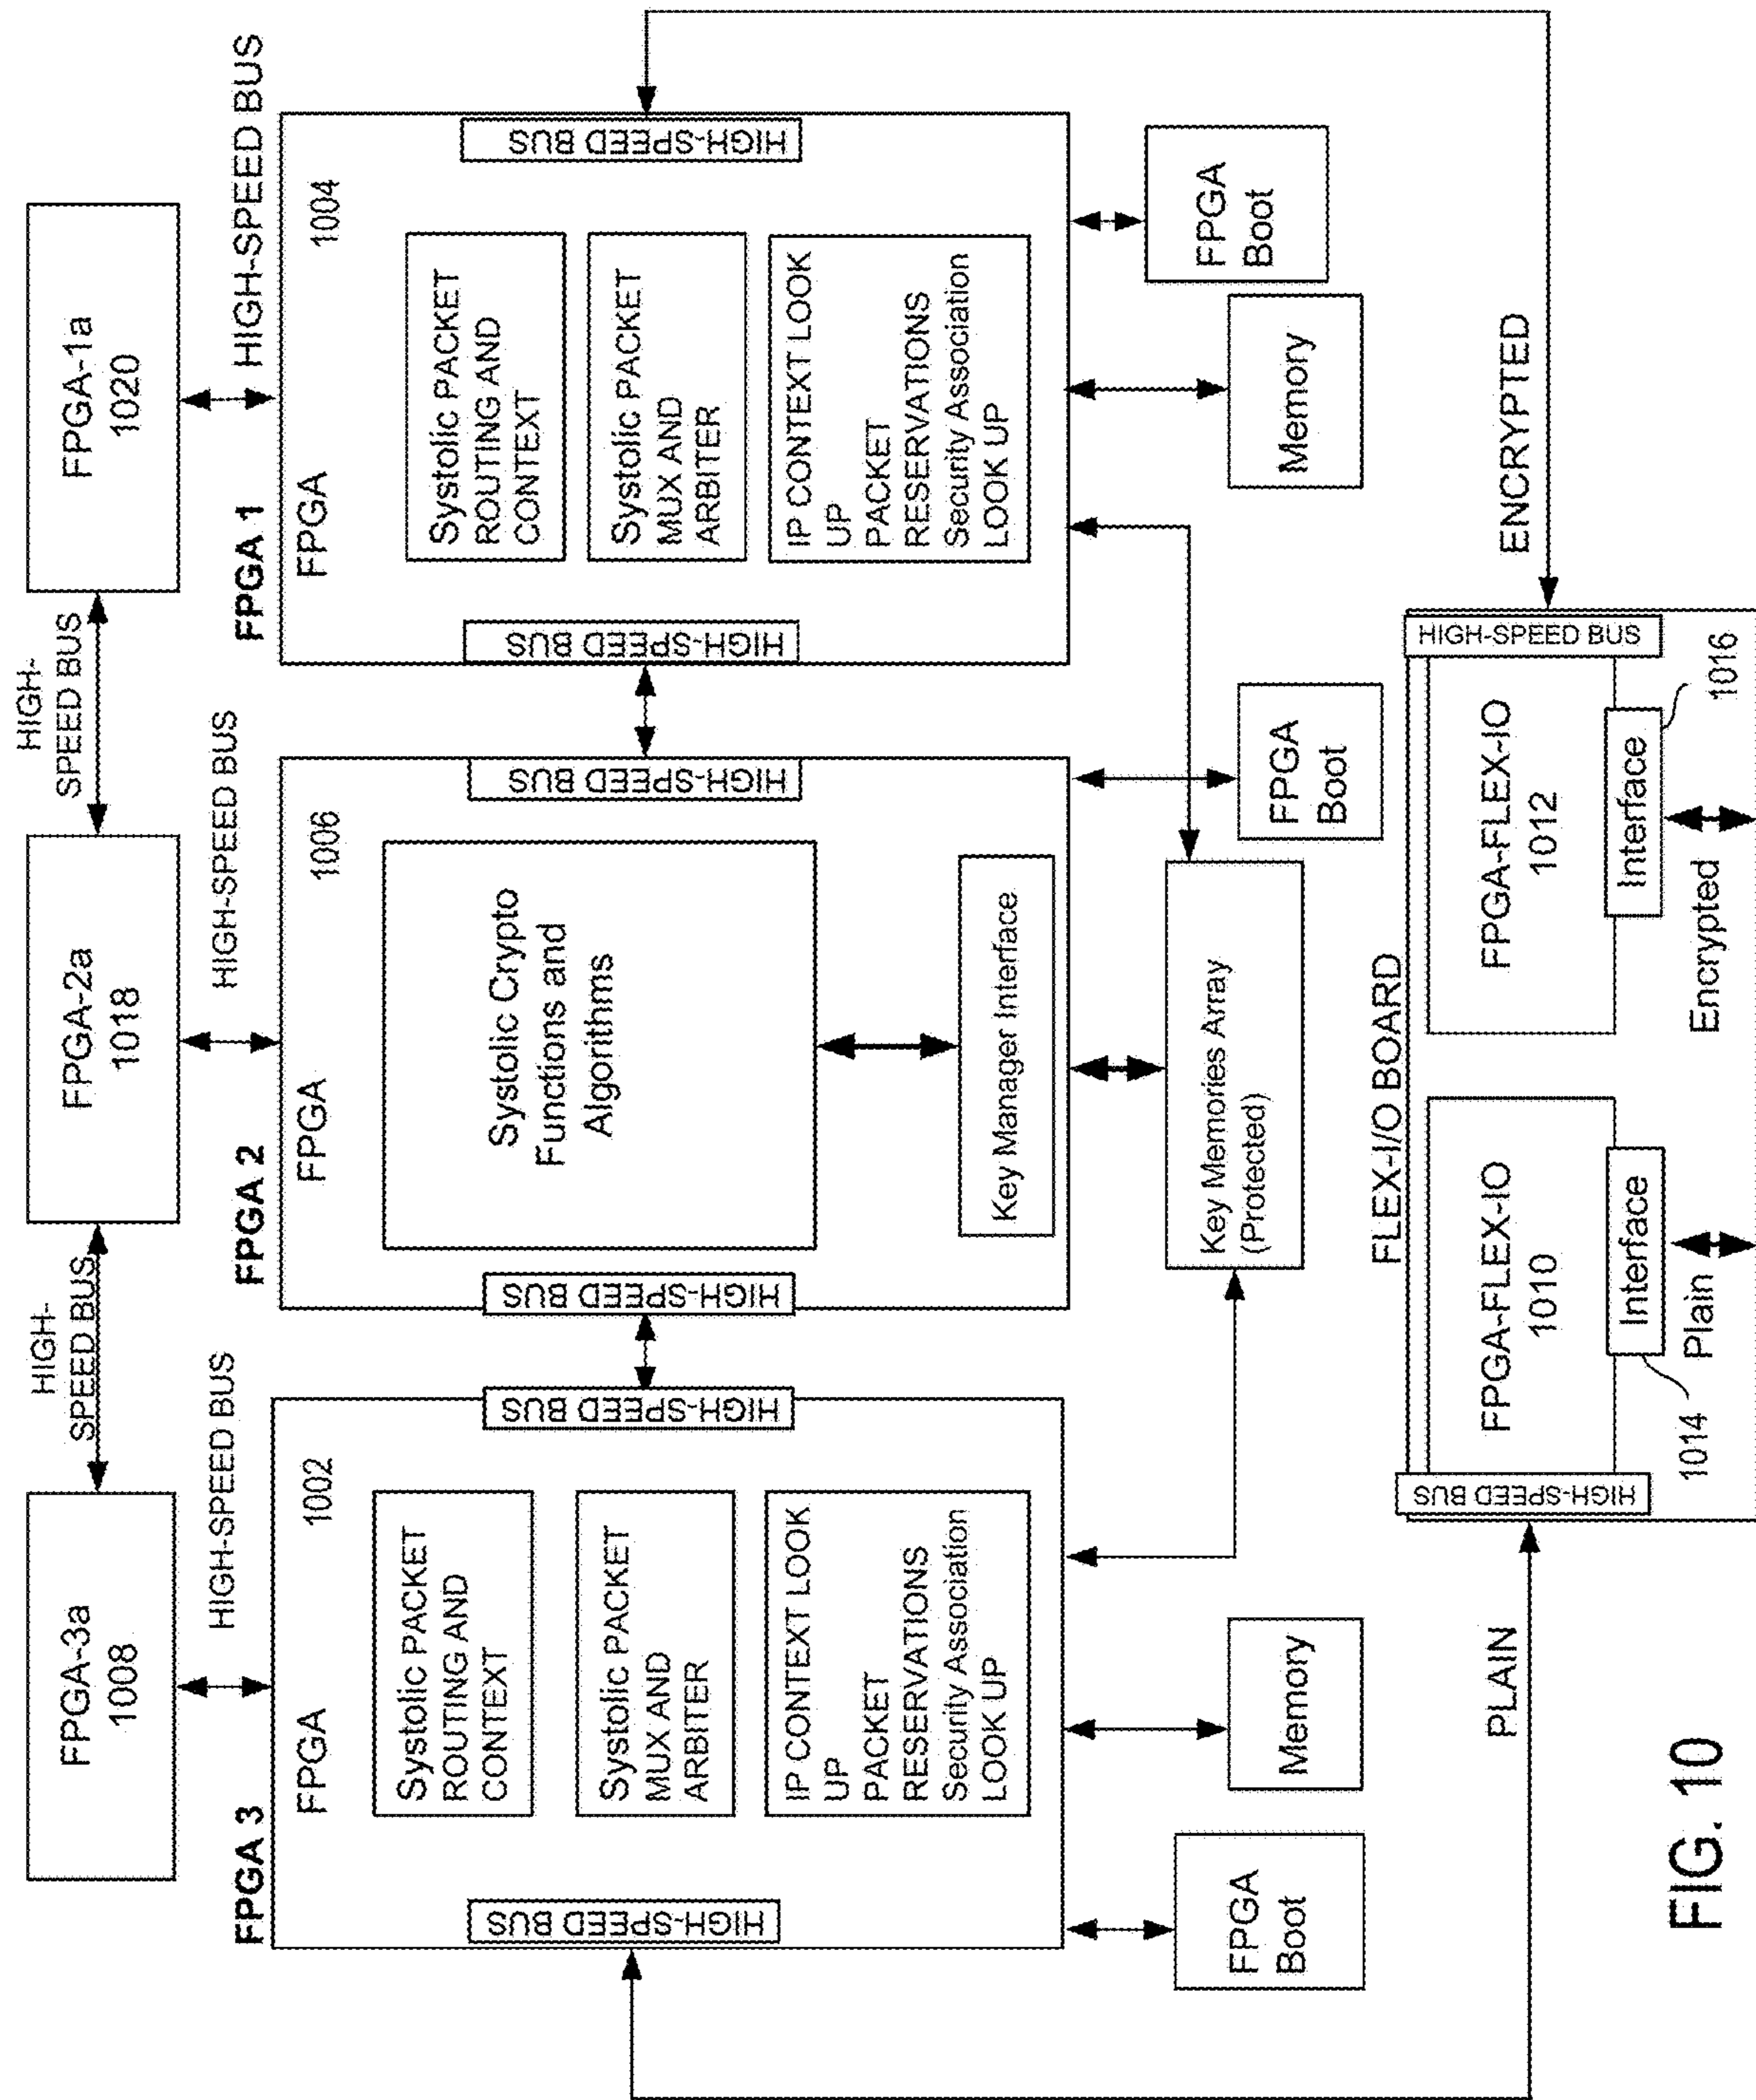 FPGA-3a
1008
HIGH-
SPEED BUS
FPGA-2a
1018
HIGH-
SPEED BUS
FPGA-1a
1020
HIGH-SPEED BUS
HIGH-SPEED BUS
HIGH-SPEED BUS
FPGA 3
FPGA
1002
HIGH-SPEED BUS
Systolic PACKET
ROUTING AND
CONTEXT
Systolic PACKET
MUX AND
ARBITER
IP CONTEXT LOOK
UP
PACKET
RESERVATIONS
Security Association
LOOK UP
HIGH-SPEED BUS
FPGA 2
FPGA
1006
HIGH-SPEED BUS
Systolic Crypto
Functions and
Algorithms
Key Manager Interface
HIGH-SPEED BUS
FPGA 1
FPGA
1004
HIGH-SPEED BUS
Systolic PACKET
ROUTING AND
CONTEXT
Systolic PACKET
MUX AND
ARBITER
IP CONTEXT LOOK
UP
PACKET
RESERVATIONS
Security Association
LOOK UP
HIGH-SPEED BUS
FPGA
Boot
Memory
Key Memories Array
(Protected)
FPGA
Boot
Memory
FPGA
Boot
PLAIN
ENCRYPTED
FLEX-I/O BOARD
HIGH-SPEED BUS
FPGA-FLEX-IO
1010
Interface
1014
Plain
FPGA-FLEX-IO
1012
Interface
1016
Encrypted
HIGH-SPEED BUS
FIG. 10